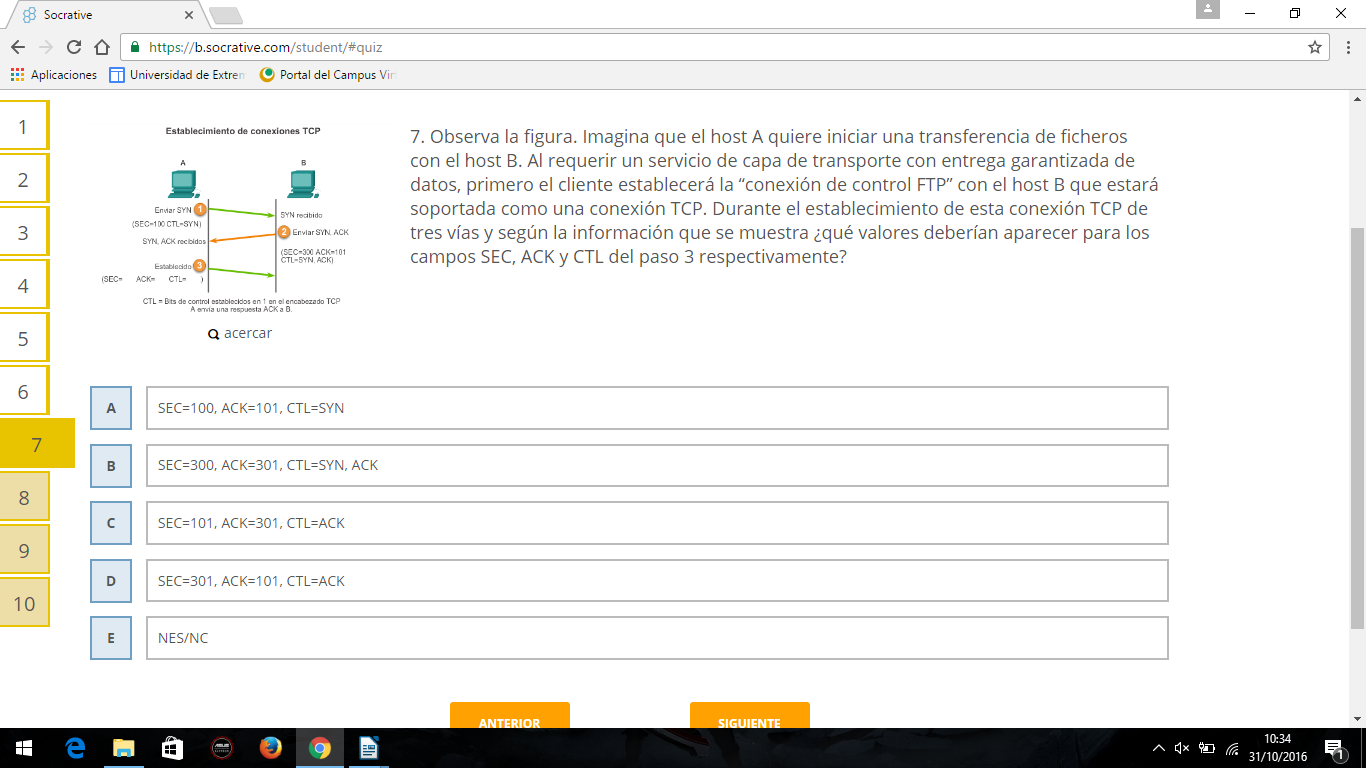 Socrative
https://b.socrative.com/student/#quiz
Aplicaciones
Universidad de Extrem
Portal del Campus Vir
1
2
3
4
5
6
7
8
9
10
Establecimiento de conexiones TCP
A
B
Enviar SYN 1
(SEC=100 CTL=SYN)
SYN recibido
2 Enviar SYN, ACK
SYN, ACK recibidos
(SEC=300 ACK=101
CTL=SYN, ACK)
Establecido 3
(SEC= ACK= CTL= )
CTL = Bits de control establecidos en 1 en el encabezado TCP
A envía una respuesta ACK a B.
acercar
7. Observa la figura. Imagina que el host A quiere iniciar una transferencia de ficheros
con el host B. Al requerir un servicio de capa de transporte con entrega garantizada de
datos, primero el cliente establecerá la “conexión de control FTP” con el host B que estará
soportada como una conexión TCP. Durante el establecimiento de esta conexión TCP de
tres vías y según la información que se muestra ¿qué valores deberían aparecer para los
campos SEC, ACK y CTL del paso 3 respectivamente?
A
SEC=100, ACK=101, CTL=SYN
B
SEC=300, ACK=301, CTL=SYN, ACK
C
SEC=101, ACK=301, CTL=ACK
D
SEC=301, ACK=101, CTL=ACK
E
NES/NC
ANTERIOR
SIGUIENTE
10:34
31/10/2016
1